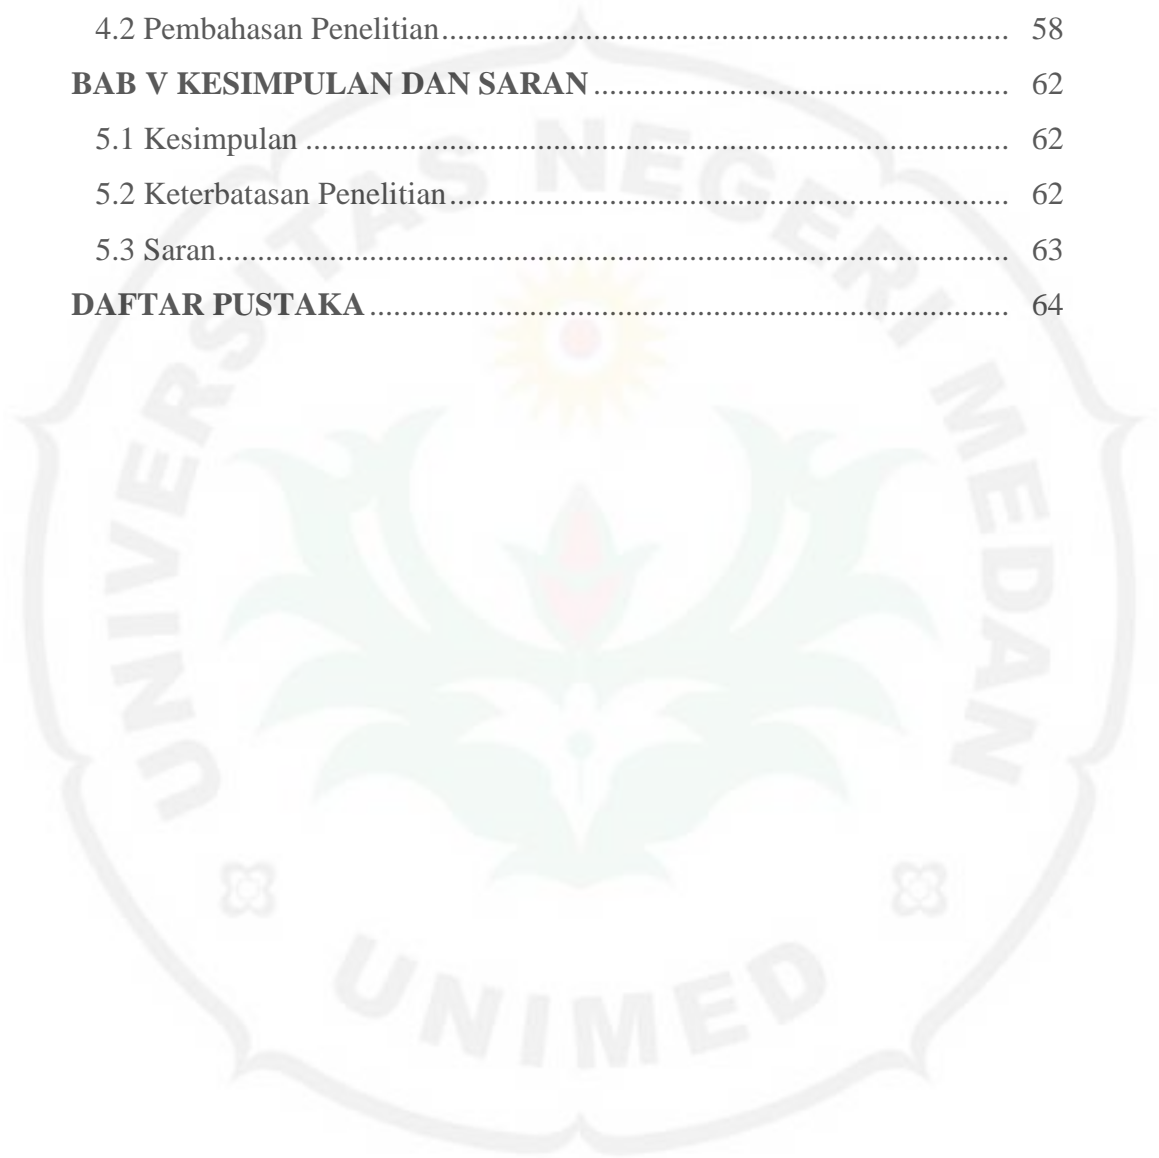 4.2 Pembahasan Penelitian.......................................................................... 58
BAB V KESIMPULAN DAN SARAN...................................................... 62
5.1 Kesimpulan ........................................................................................... 62
5.2 Keterbatasan Penelitian......................................................................... 62
5.3 Saran...................................................................................................... 63
DAFTAR PUSTAKA.................................................................................. 64
UNIVERSITAS NEGERI MEDAN
UNIMED